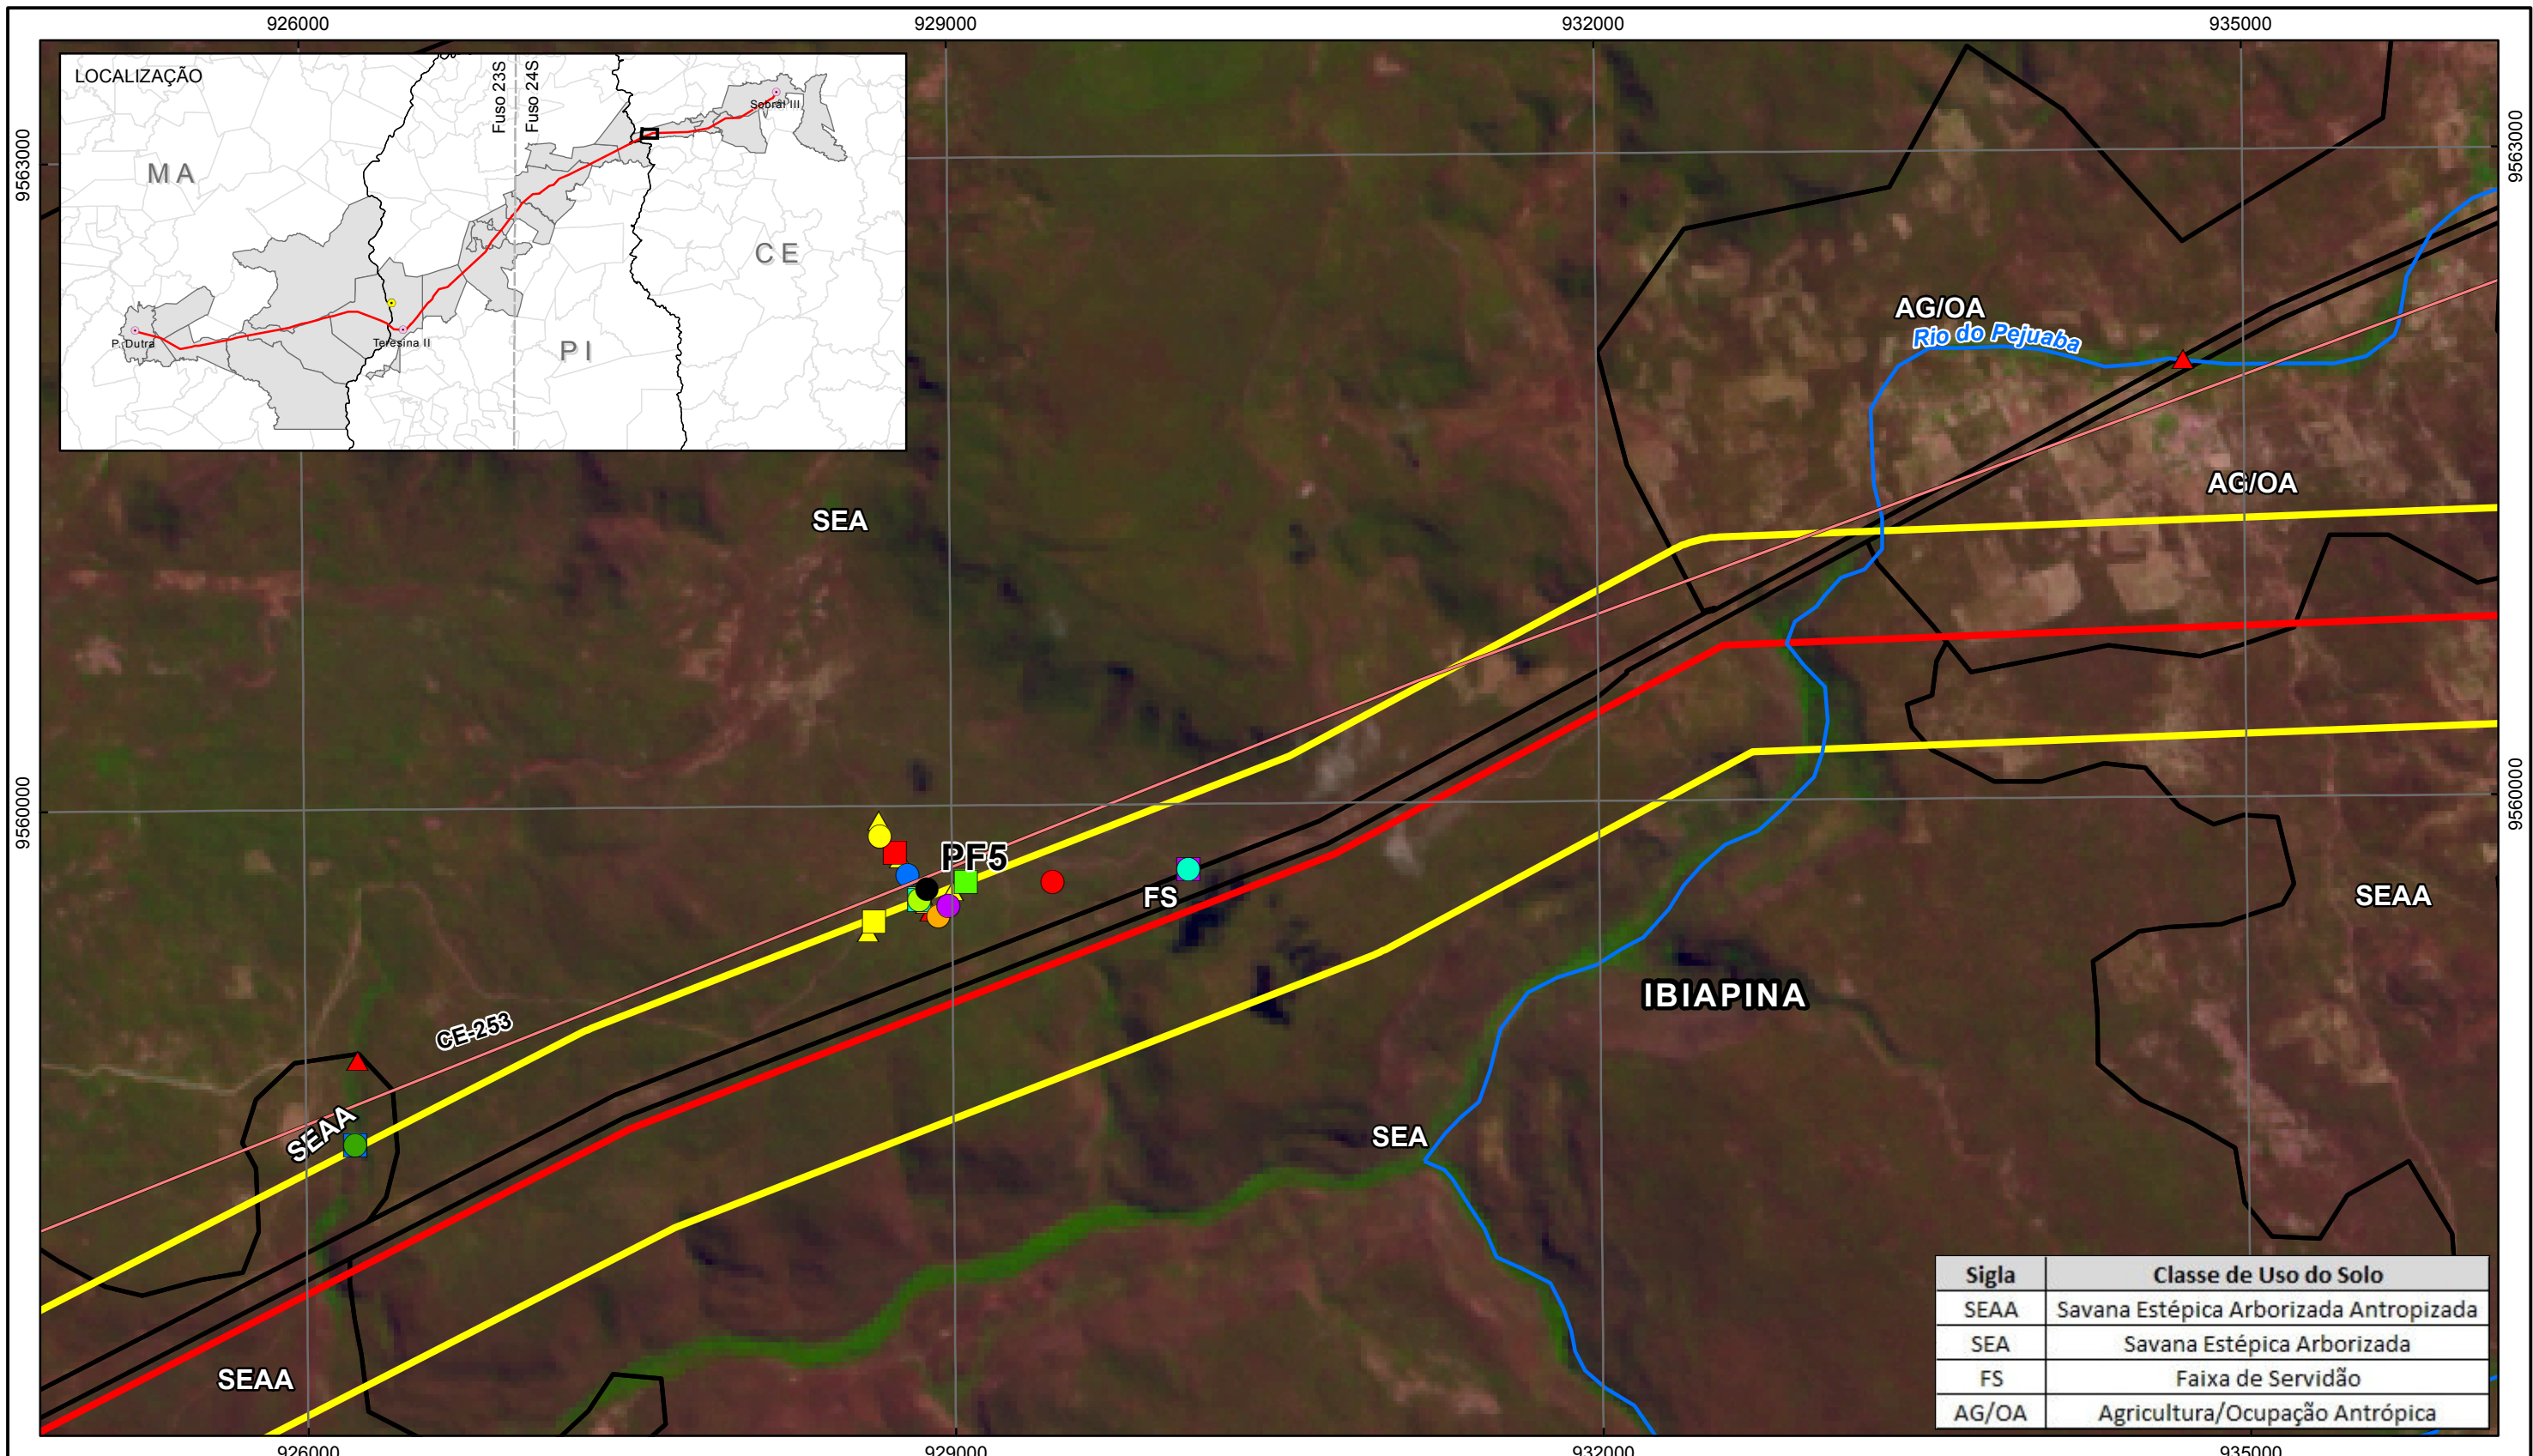 926000
929000
932000
935000
LOCALIZAÇÃO
Fuso 23S
Fuso 24S
Sobral III
MA
CE
PI
P. Dutra
Teresina II
9563000
9563000
AG/OA
Rio do Pejuaba
AG/OA
SEA
9560000
9560000
PF5
FS
SEAA
IBIAPINA
CE-253
SEAA
SEA
SEAA
Sigla Classe de Uso do Solo
SEAA Savana Estépica Arborizada Antropizada
SEA Savana Estépica Arborizada
FS Faixa de Servidão
AG/OA Agricultura/Ocupação Antrópica
926000
929000
932000
935000